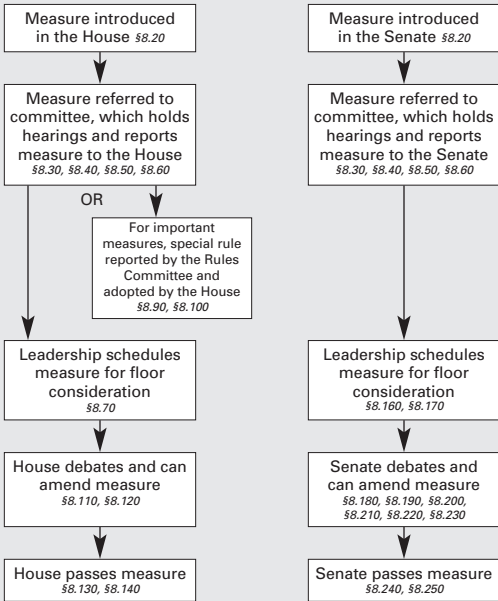 Measure introduced
in the House §8.20
Measure referred to
committee, which holds
hearings and reports
measure to the House
§8.30, §8.40, §8.50, §8.60
OR
For important
measures, special rule
reported by the Rules
Committee and
adopted by the House
§8.90, §8.100
Leadership schedules
measure for floor
consideration
§8.70
House debates and can
amend measure
§8.110, §8.120
House passes measure
§8.130, §8.140
Measure introduced
in the Senate §8.20
Measure referred to
committee, which holds
hearings and reports
measure to the Senate
§8.30, §8.40, §8.50, §8.60
Leadership schedules
measure for floor
consideration
§8.160, §8.170
Senate debates and
can amend measure
§8.180, §8.190, §8.200,
§8.210, §8.220, §8.230
Senate passes measure
§8.240, §8.250